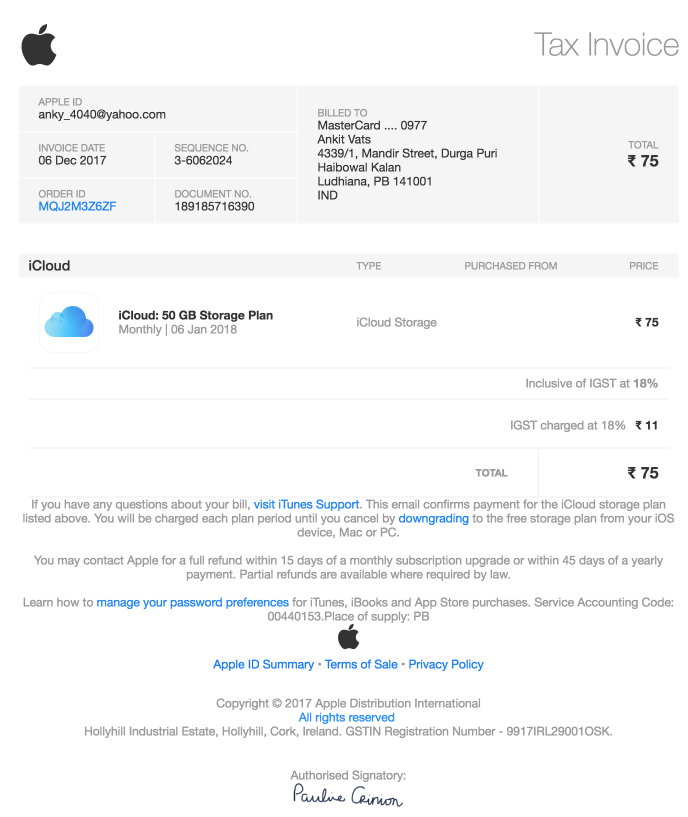 Tax Invoice
APPLE ID
anky_4040@yahoo.com
INVOICE DATE
06 Dec 2017
SEQUENCE NO.
3-6062024
ORDER ID
MQJ2M3Z6ZF
DOCUMENT NO.
189185716390
BILLED TO
MasterCard .... 0977
Ankit Vats
4339/1, Mandir Street, Durga Puri
Haibowal Kalan
Ludhiana, PB 141001
IND
TOTAL
₹ 75
iCloud TYPE PURCHASED FROM PRICE
iCloud: 50 GB Storage Plan
Monthly | 06 Jan 2018
iCloud Storage
₹ 75
Inclusive of IGST at 18%
IGST charged at 18% ₹ 11
TOTAL ₹ 75
If you have any questions about your bill, visit iTunes Support. This email confirms payment for the iCloud storage plan
listed above. You will be charged each plan period until you cancel by downgrading to the free storage plan from your iOS
device, Mac or PC.
You may contact Apple for a full refund within 15 days of a monthly subscription upgrade or within 45 days of a yearly
payment. Partial refunds are available where required by law.
Learn how to manage your password preferences for iTunes, iBooks and App Store purchases. Service Accounting Code:
00440153.Place of supply: PB
Apple ID Summary • Terms of Sale • Privacy Policy
Copyright © 2017 Apple Distribution International
All rights reserved
Hollyhill Industrial Estate, Hollyhill, Cork, Ireland. GSTIN Registration Number - 9917IRL29001OSK.
Authorised Signatory:
Pauline Crinion